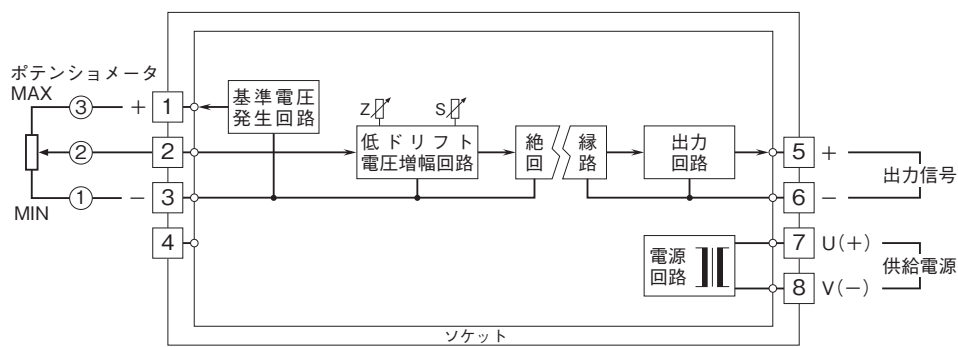 ポテンショメータ
MAX
③
+
1
基準電圧
発生回路
Z
S
②
2
低ドリフト
電圧増幅回路
絶縁
回路
出力
回路
5
+
出力信号
①
−
3
MIN
6
−
4
電源
回路
7
U(+)
供給電源
8
V(−)
ソケット